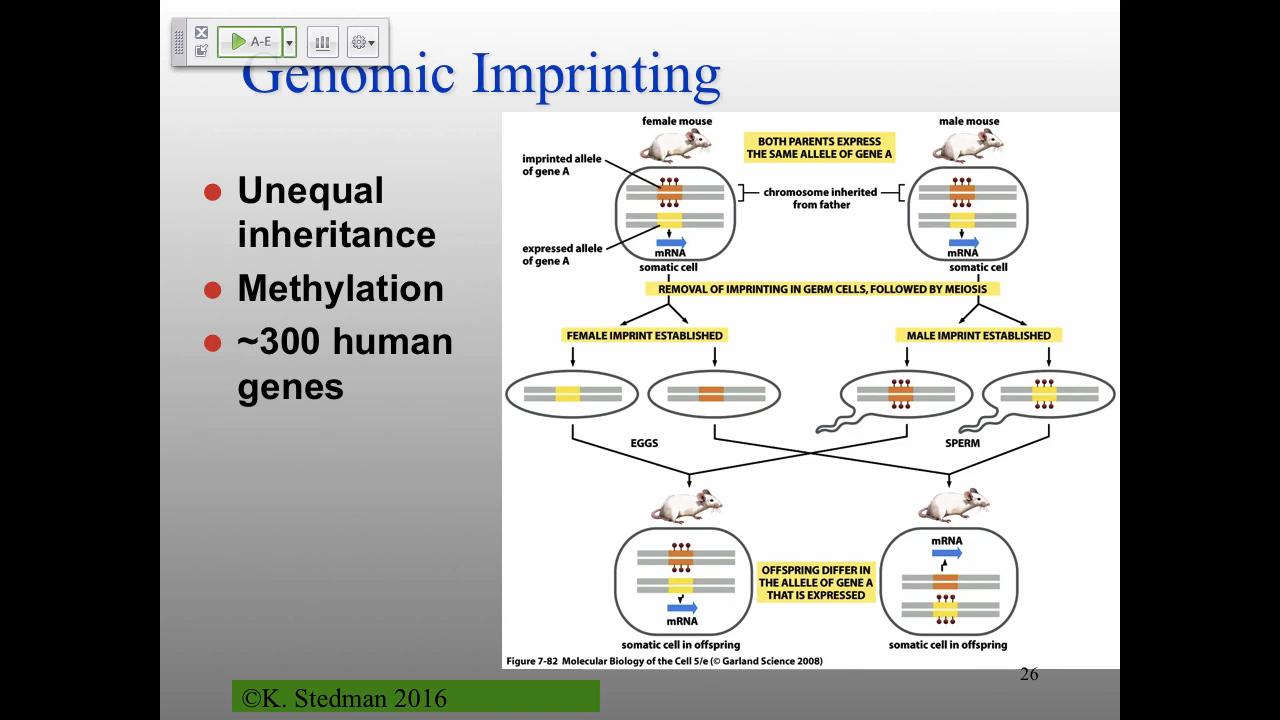 A-E
Genomic Imprinting
Unequal
inheritance
Methylation
~300 human
genes
female mouse
male mouse
BOTH PARENTS EXPRESS
THE SAME ALLELE OF GENE A
imprinted allele
of gene A
chromosome inherited
from father
expressed allele
of gene A
mRNA
mRNA
somatic cell
somatic cell
REMOVAL OF IMPRINTING IN GERM CELLS, FOLLOWED BY MEIOSIS
FEMALE IMPRINT ESTABLISHED
MALE IMPRINT ESTABLISHED
EGGS
SPERM
mRNA
OFFSPRING DIFFER IN
THE ALLELE OF GENE A
THAT IS EXPRESSED
mRNA
somatic cell in offspring
somatic cell in offspring
Figure 7-82 Molecular Biology of the Cell 5/e (© Garland Science 2008)
26
©K. Stedman 2016